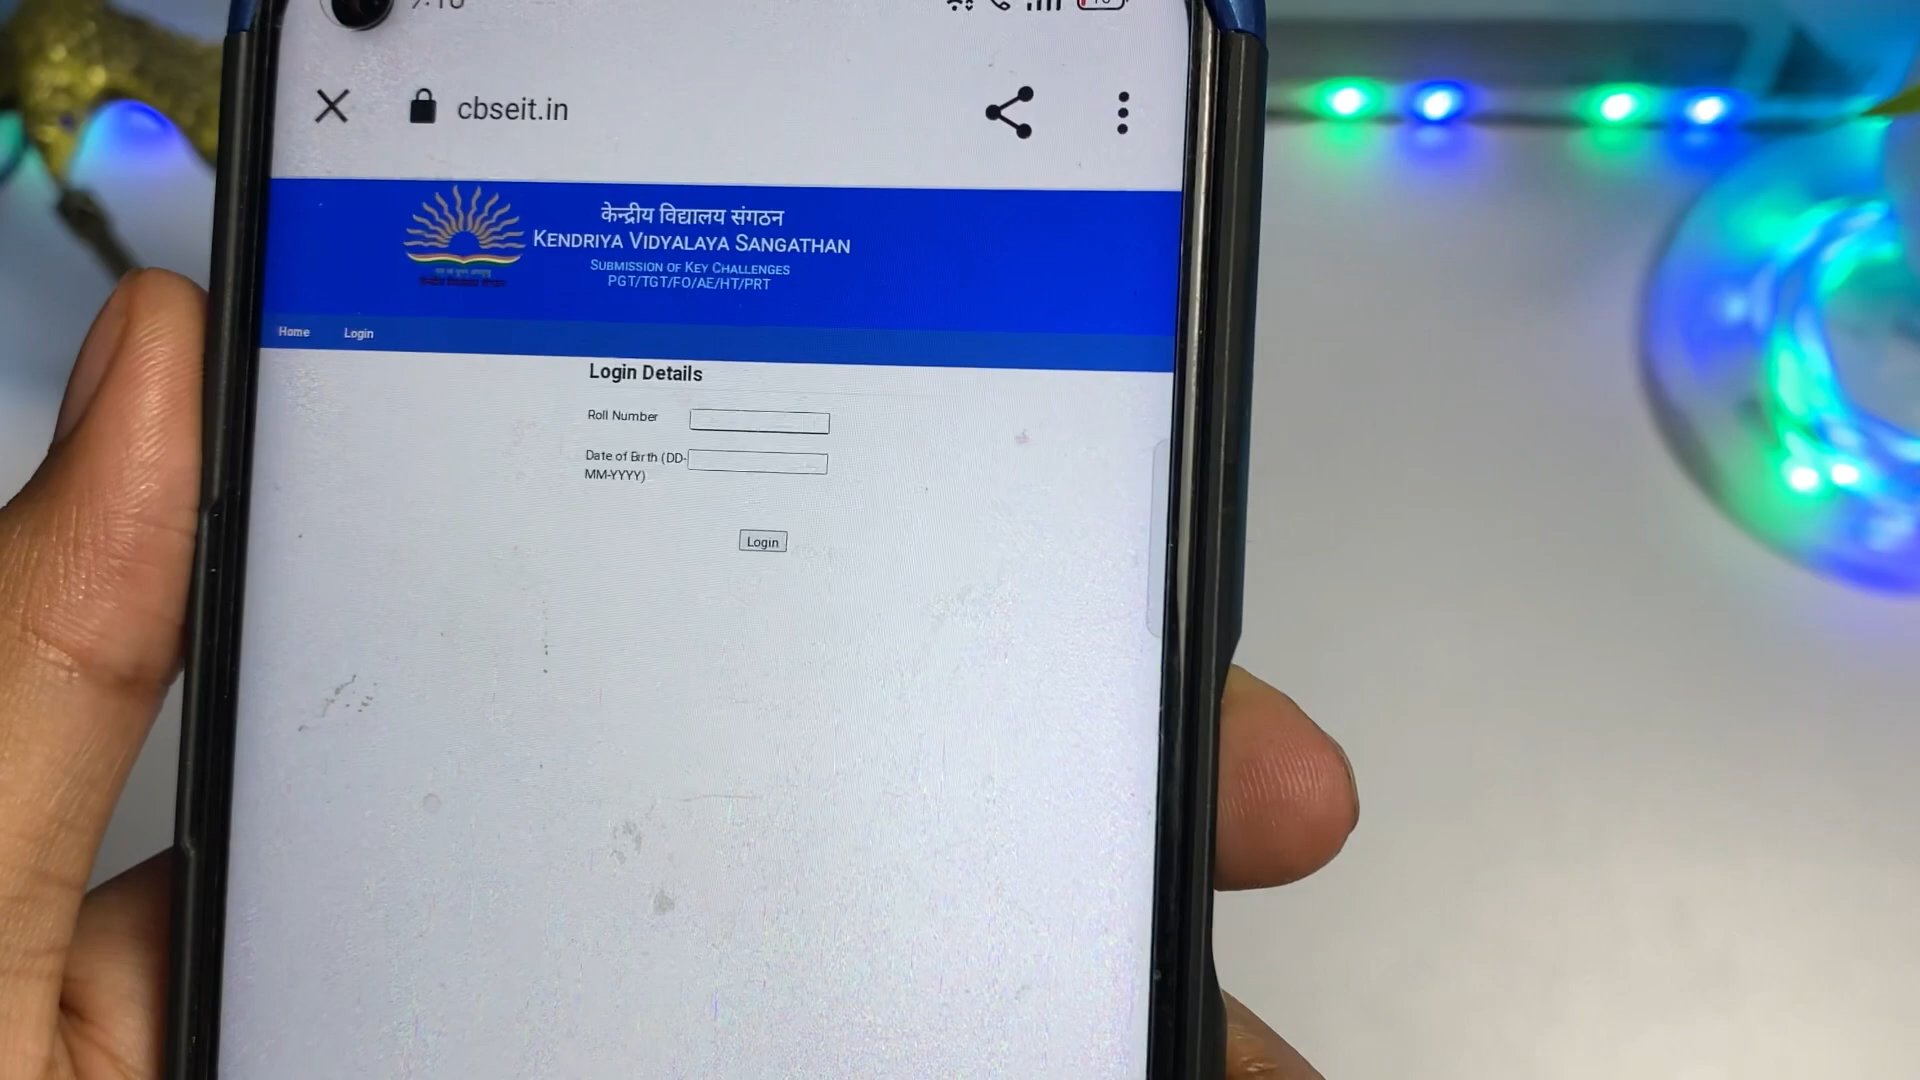 cbseit.in
केन्द्रीय विद्यालय संगठन
KENDRIYA VIDYALAYA SANGATHAN
SUBMISSION OF KEY CHALLENGES
PGT/TGT/FO/AE/HT/PRT
Home Login
Login Details
Roll Number
Date of Birth (DD-
MM-YYYY)
Login